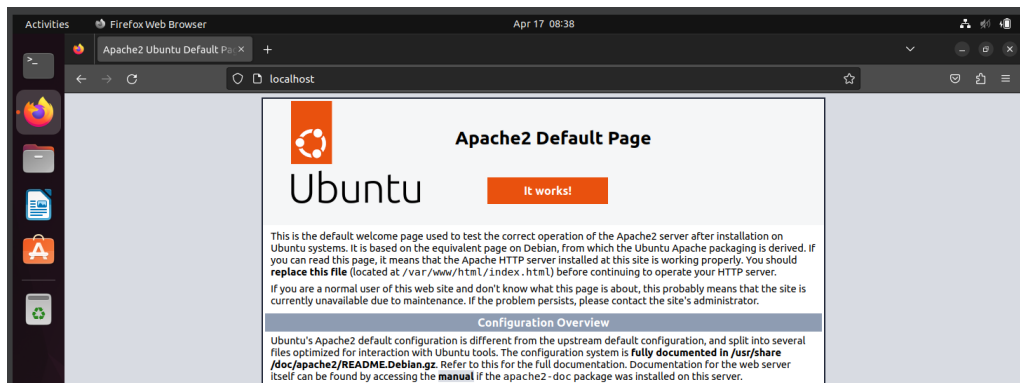 Activities Firefox Web Browser Apr 17 08:38
Apache2 Ubuntu Default Pa
localhost
Apache2 Default Page
Ubuntu
It works!
This is the default welcome page used to test the correct operation of the Apache2 server after installation on
Ubuntu systems. It is based on the equivalent page on Debian, from which the Ubuntu Apache packaging is derived. If
you can read this page, it means that the Apache HTTP server installed at this site is working properly. You should
replace this file (located at /var/www/html/index.html) before continuing to operate your HTTP server.
If you are a normal user of this web site and don't know what this page is about, this probably means that the site is
currently unavailable due to maintenance. If the problem persists, please contact the site's administrator.
Configuration Overview
Ubuntu's Apache2 default configuration is different from the upstream default configuration, and split into several
files optimized for interaction with Ubuntu tools. The configuration system is fully documented in /usr/share
/doc/apache2/README.Debian.gz. Refer to this for the full documentation. Documentation for the web server
itself can be found by accessing the manual if the apache2-doc package was installed on this server.